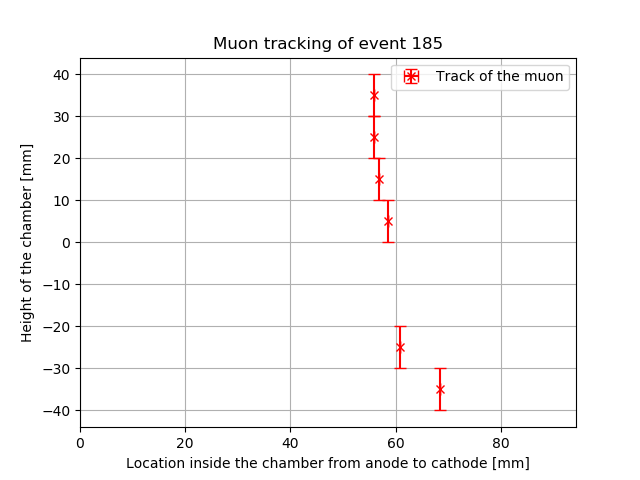 Muon tracking of event 185
Track of the muon
Height of the chamber [mm]
40
30
20
10
0
−10
−20
−30
−40
0 20 40 60 80
Location inside the chamber from anode to cathode [mm]